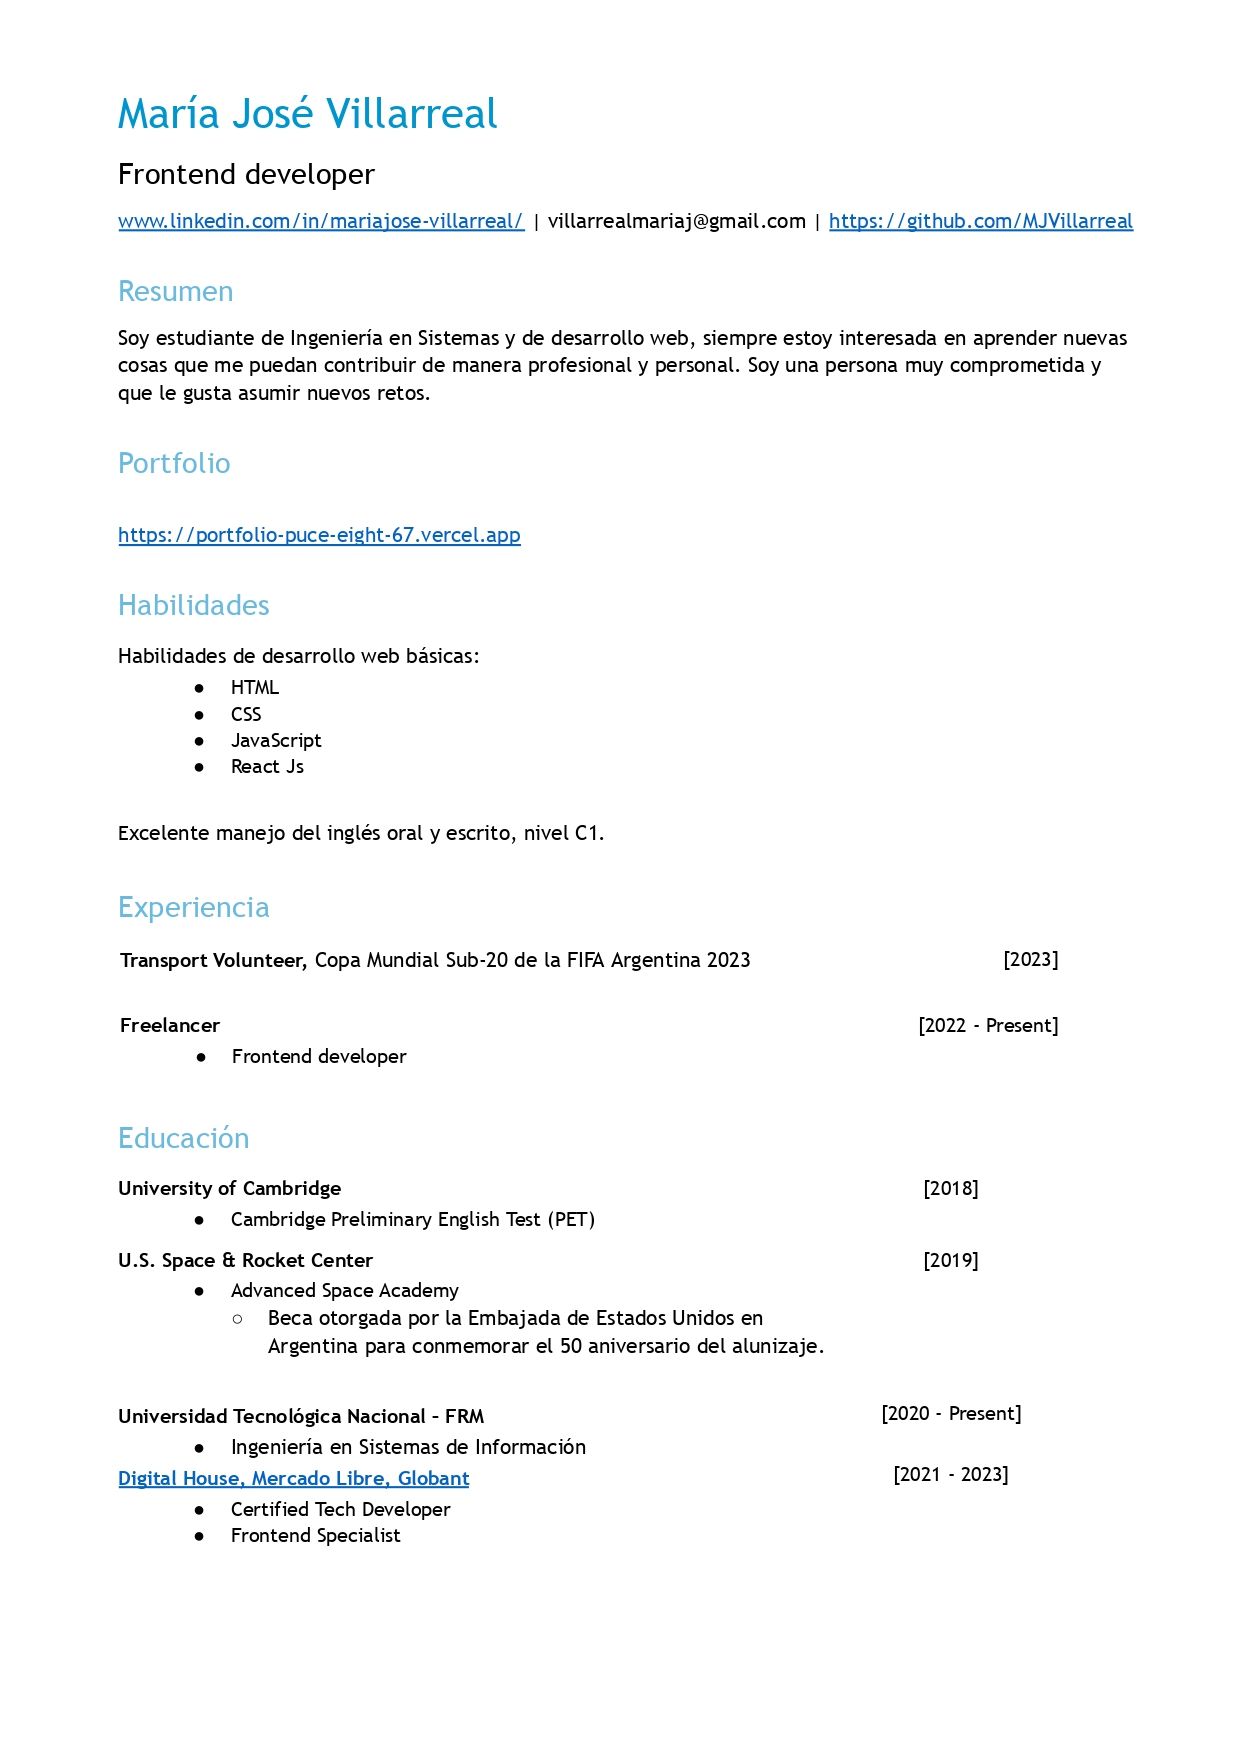 María José Villarreal
Frontend developer
www.linkedin.com/in/mariajose-villarreal/ | villarrealmariaj@gmail.com | https://github.com/MJVillarreal
Resumen
Soy estudiante de Ingeniería en Sistemas y de desarrollo web, siempre estoy interesada en aprender nuevas
cosas que me puedan contribuir de manera profesional y personal. Soy una persona muy comprometida y
que le gusta asumir nuevos retos.
Portfolio
https://portfolio-puce-eight-67.vercel.app
Habilidades
Habilidades de desarrollo web básicas:
● HTML
● CSS
● JavaScript
● React Js
Excelente manejo del inglés oral y escrito, nivel C1.
Experiencia
Transport Volunteer, Copa Mundial Sub-20 de la FIFA Argentina 2023 [2023]
Freelancer [2022 - Present]
● Frontend developer
Educación
University of Cambridge [2018]
● Cambridge Preliminary English Test (PET)
U.S. Space & Rocket Center [2019]
● Advanced Space Academy
○ Beca otorgada por la Embajada de Estados Unidos en
Argentina para conmemorar el 50 aniversario del alunizaje.
Universidad Tecnológica Nacional – FRM [2020 - Present]
● Ingeniería en Sistemas de Información
Digital House, Mercado Libre, Globant [2021 - 2023]
● Certified Tech Developer
● Frontend Specialist